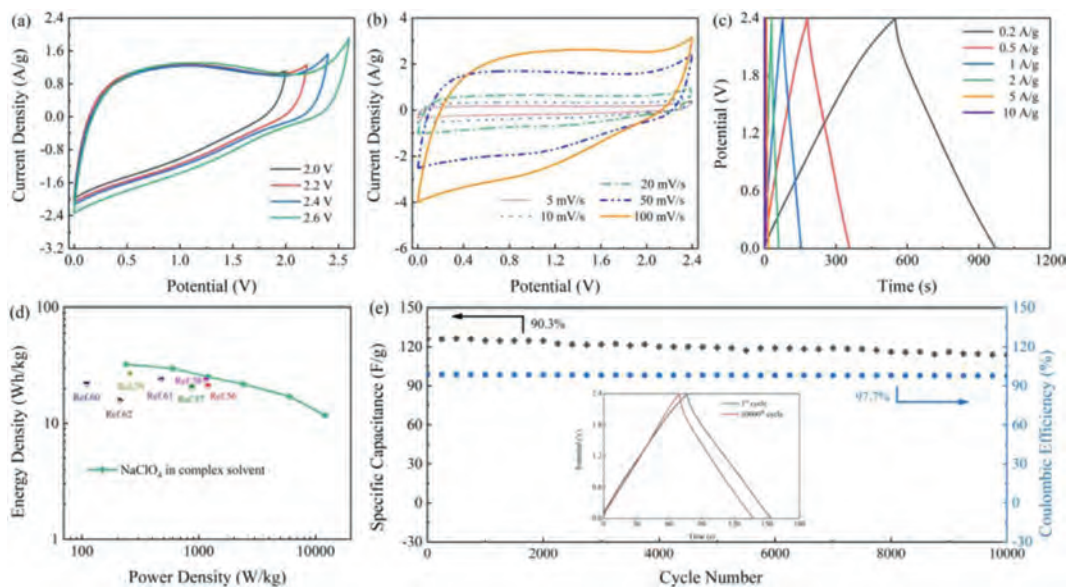 (a)
2.4
1.6
0.8
0.0
-0.8
-1.6
-2.4
-3.2
Current Density (A/g)
2.0 V
2.2 V
2.4 V
2.6 V
0.0 0.5 1.0 1.5 2.0 2.5
Potential (V)
(b)
4
2
0
-2
-4
-6
Current Density (A/g)
20 mV/s
5 mV/s 50 mV/s
10 mV/s 100 mV/s
0.0 0.4 0.8 1.2 1.6 2.0 2.4
Potential (V)
(c)
2.4
1.8
1.2
0.6
0.0
Potential (V)
0.2 A/g
0.5 A/g
1 A/g
2 A/g
5 A/g
10 A/g
0 300 600 900 1200
Time (s)
(d)
100
10
1
Energy Density (Wh/kg)
Ref.60
Ref.59
Ref.62
Ref.61
Ref.58
Ref.57
Ref.56
NaClO4 in complex solvent
100 1000 10000
Power Density (W/kg)
(e)
150
120
90
60
30
0
-30
Specific Capacitance (F/g)
90.3%
97.7%
1st cycle
10000th cycle
Potential (V)
Time (s)
150
120
90
60
30
0
-30
Coulombic Efficiency (%)
0 2000 4000 6000 8000 10000
Cycle Number